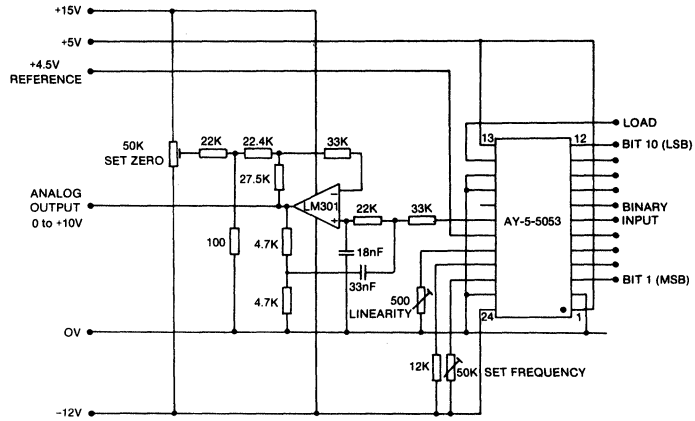 +15V
+5V
+4.5V
REFERENCE
LOAD
13
12
BIT 10 (LSB)
50K
SET ZERO
22K
22.4K
33K
27.5K
ANALOG
OUTPUT
0 to +10V
LM301
−
+
22K
33K
AY-5-5053
BINARY
INPUT
100
4.7K
18nF
33nF
BIT 1 (MSB)
4.7K
500
LINEARITY
24
1
OV
12K
50K SET FREQUENCY
−12V